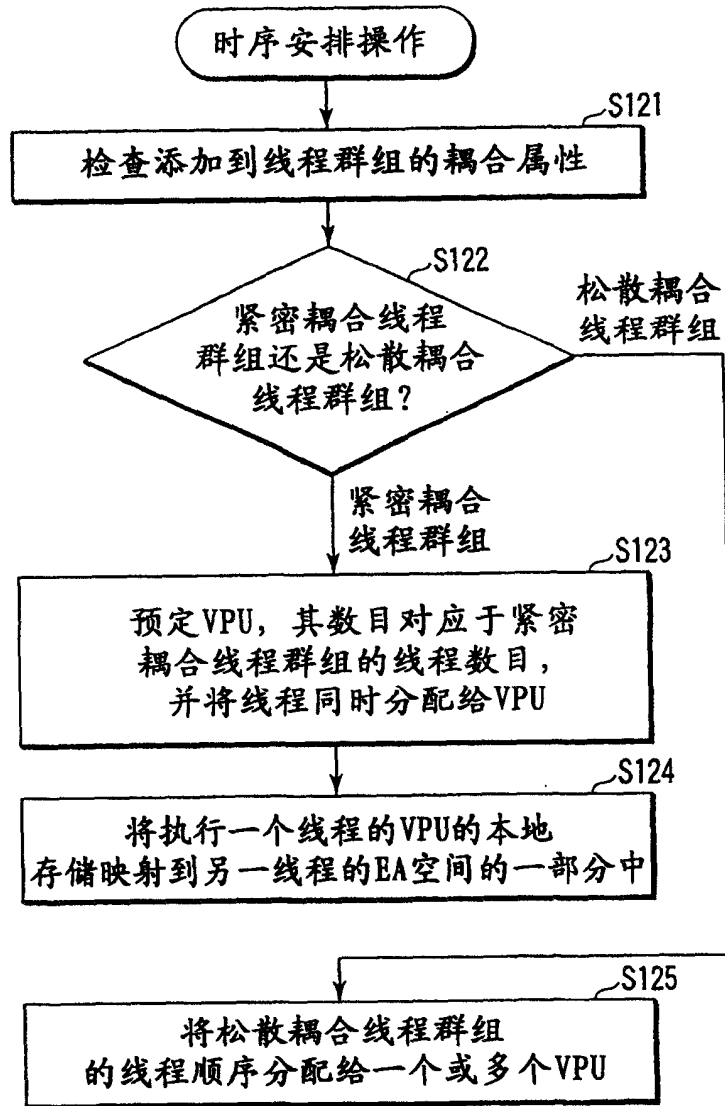 时序安排操作
S121
检查添加到线程群组的耦合属性
S122
紧密耦合线程
群组还是松散耦合
线程群组?
松散耦合
线程群组
紧密耦合
线程群组
S123
预定VPU, 其数目对应于紧密
耦合线程群组的线程数目,
并将线程同时分配给VPU
S124
将执行一个线程的VPU的本地
存储映射到另一线程的EA空间的一部分中
S125
将松散耦合线程群组
的线程顺序分配给一个或多个VPU